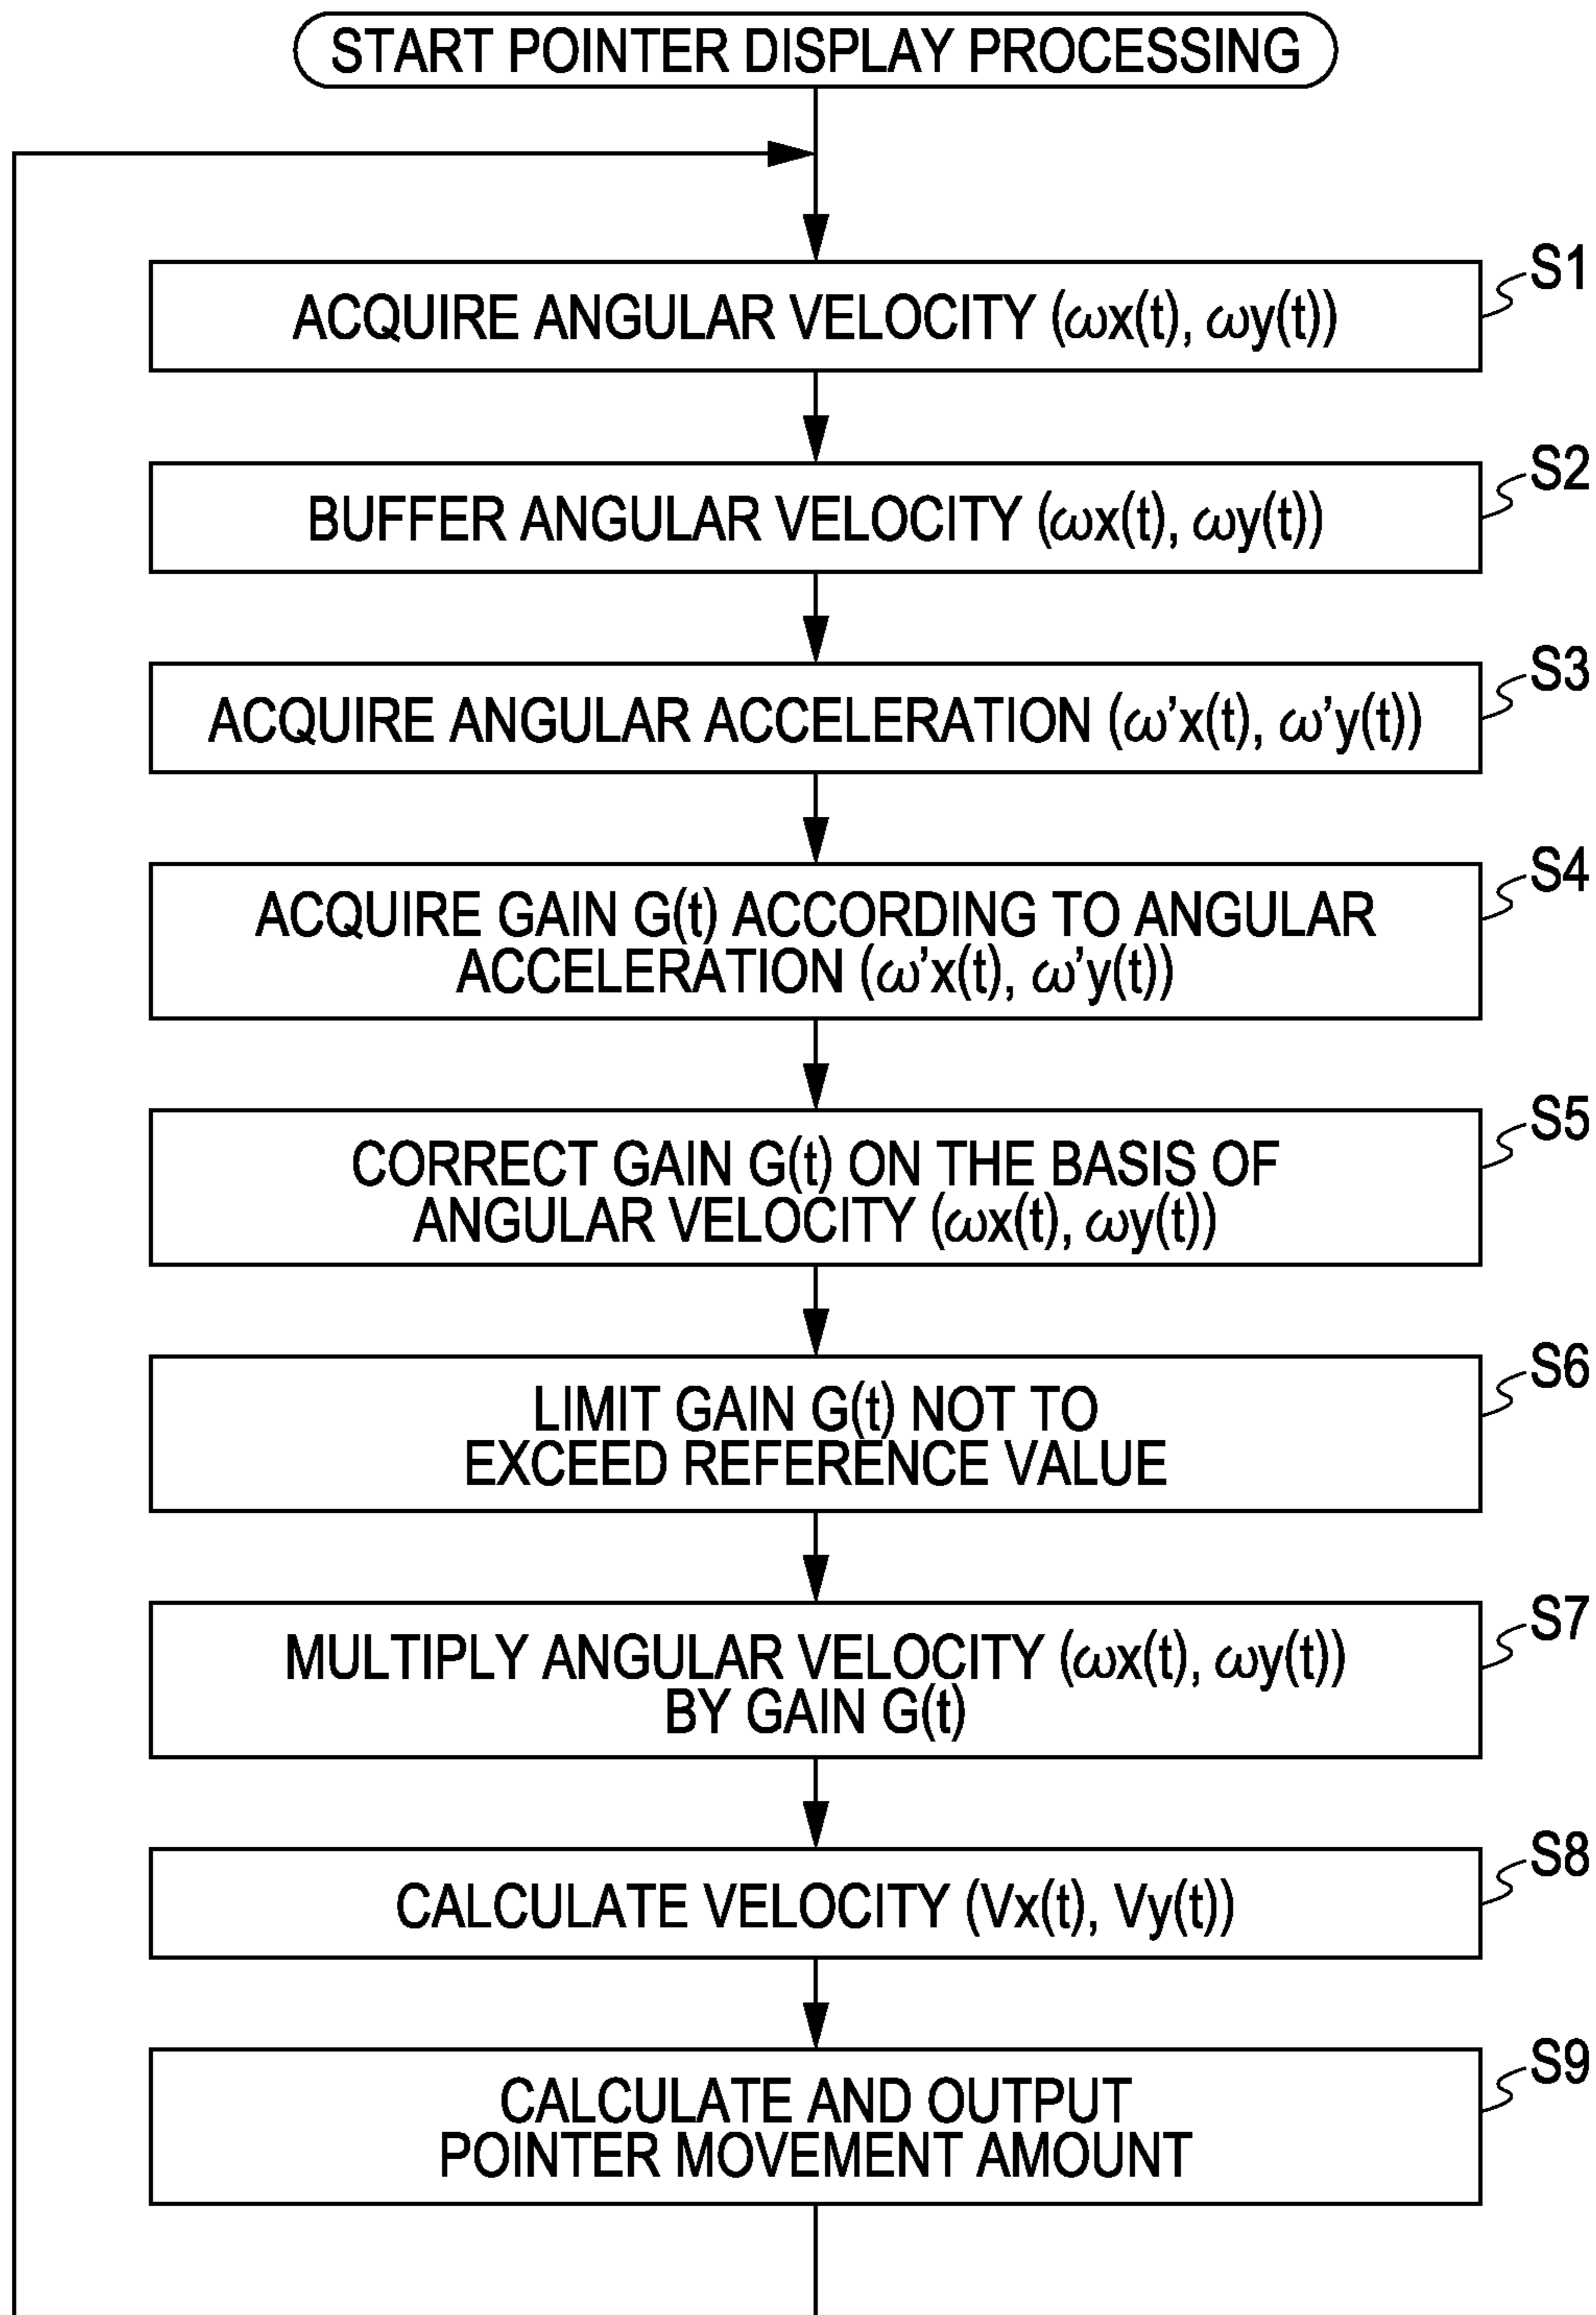 START POINTER DISPLAY PROCESSING
S1
ACQUIRE ANGULAR VELOCITY (ωx(t), ωy(t))
S2
BUFFER ANGULAR VELOCITY (ωx(t), ωy(t))
S3
ACQUIRE ANGULAR ACCELERATION (ω'x(t), ω'y(t))
S4
ACQUIRE GAIN G(t) ACCORDING TO ANGULAR
ACCELERATION (ω'x(t), ω'y(t))
S5
CORRECT GAIN G(t) ON THE BASIS OF
ANGULAR VELOCITY (ωx(t), ωy(t))
S6
LIMIT GAIN G(t) NOT TO
EXCEED REFERENCE VALUE
S7
MULTIPLY ANGULAR VELOCITY (ωx(t), ωy(t))
BY GAIN G(t)
S8
CALCULATE VELOCITY (Vx(t), Vy(t))
S9
CALCULATE AND OUTPUT
POINTER MOVEMENT AMOUNT